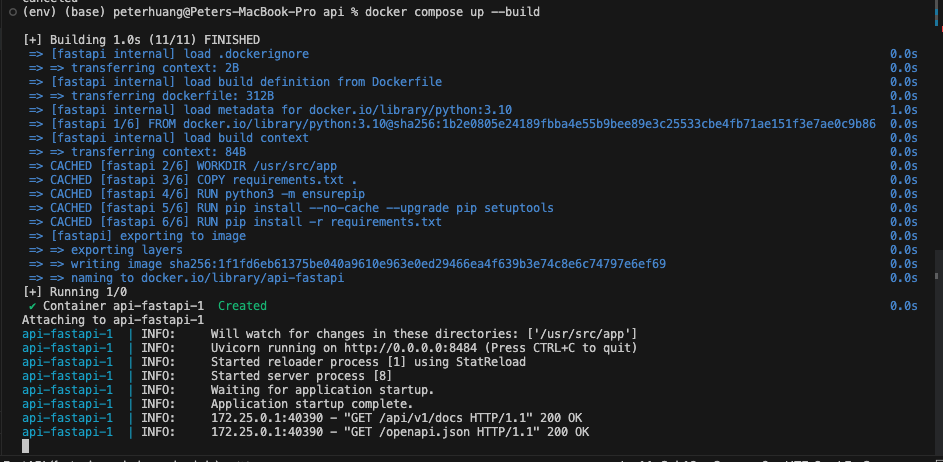 canceled
(env) (base) peterhuang@Peters-MacBook-Pro api % docker compose up --build
[+] Building 1.0s (11/11) FINISHED
=> [fastapi internal] load .dockerignore 0.0s
=> => transferring context: 2B 0.0s
=> [fastapi internal] load build definition from Dockerfile 0.0s
=> => transferring dockerfile: 312B 0.0s
=> [fastapi internal] load metadata for docker.io/library/python:3.10 1.0s
=> [fastapi 1/6] FROM docker.io/library/python:3.10@sha256:1b2e0805e24189fbba4e55b9bee89e3c25533cbe4fb71ae151f3e7ae0c9b86 0.0s
=> [fastapi internal] load build context 0.0s
=> => transferring context: 84B 0.0s
=> CACHED [fastapi 2/6] WORKDIR /usr/src/app 0.0s
=> CACHED [fastapi 3/6] COPY requirements.txt . 0.0s
=> CACHED [fastapi 4/6] RUN python3 -m ensurepip 0.0s
=> CACHED [fastapi 5/6] RUN pip install --no-cache --upgrade pip setuptools 0.0s
=> CACHED [fastapi 6/6] RUN pip install -r requirements.txt 0.0s
=> [fastapi] exporting to image 0.0s
=> => exporting layers 0.0s
=> => writing image sha256:1f1fd6eb61375be040a9610e963e0ed29466ea4f639b3e74c8e6c74797e6ef69 0.0s
=> => naming to docker.io/library/api-fastapi 0.0s
[+] Running 1/0
✔ Container api-fastapi-1 Created 0.0s
Attaching to api-fastapi-1
api-fastapi-1 | INFO: Will watch for changes in these directories: ['/usr/src/app']
api-fastapi-1 | INFO: Uvicorn running on http://0.0.0.0:8484 (Press CTRL+C to quit)
api-fastapi-1 | INFO: Started reloader process [1] using StatReload
api-fastapi-1 | INFO: Started server process [8]
api-fastapi-1 | INFO: Waiting for application startup.
api-fastapi-1 | INFO: Application startup complete.
api-fastapi-1 | INFO: 172.25.0.1:40390 - "GET /api/v1/docs HTTP/1.1" 200 OK
api-fastapi-1 | INFO: 172.25.0.1:40390 - "GET /openapi.json HTTP/1.1" 200 OK